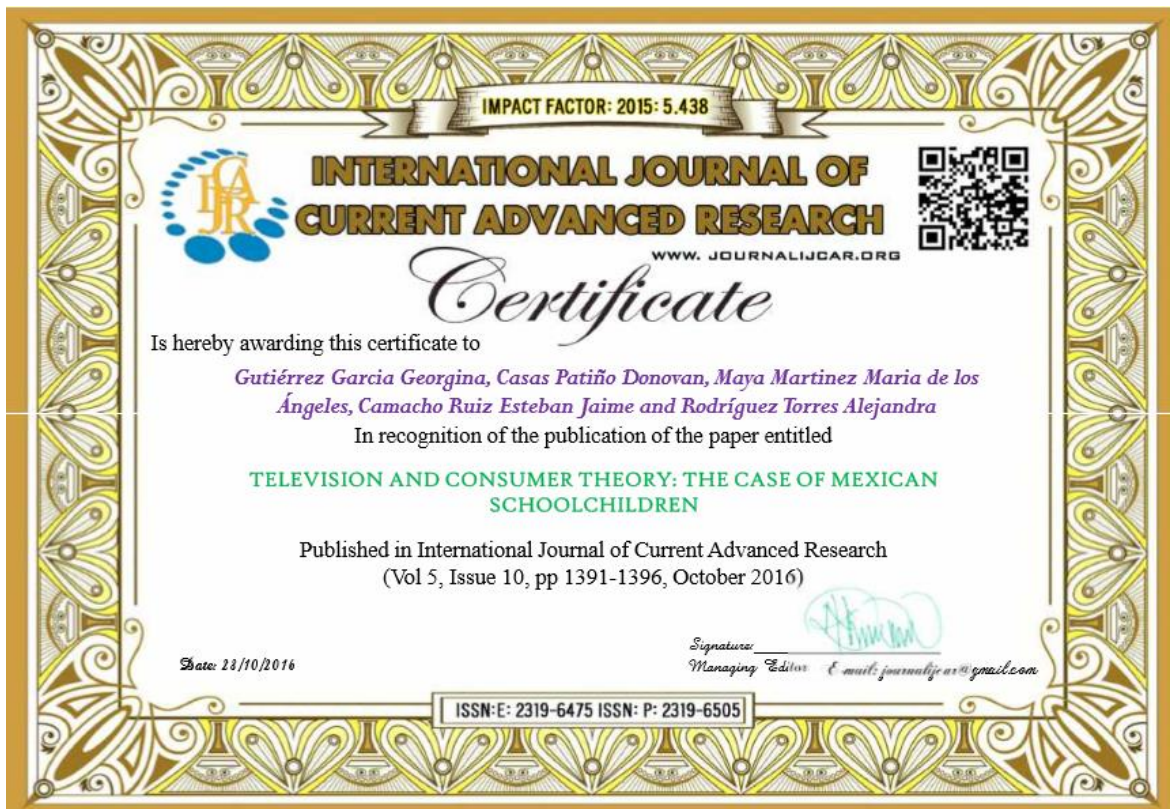 IMPACT FACTOR: 2015: 5.438
IJCAR
INTERNATIONAL JOURNAL OF
CURRENT ADVANCED RESEARCH
WWW. JOURNALIJCAR.ORG
Certificate
Is hereby awarding this certificate to
Gutiérrez Garcia Georgina, Casas Patiño Donovan, Maya Martinez Maria de los
Ángeles, Camacho Ruiz Esteban Jaime and Rodríguez Torres Alejandra
In recognition of the publication of the paper entitled
TELEVISION AND CONSUMER THEORY: THE CASE OF MEXICAN
SCHOOLCHILDREN
Published in International Journal of Current Advanced Research
(Vol 5, Issue 10, pp 1391-1396, October 2016)
Signature:
Date: 28/10/2016
Managing Editor E-mail: journalijcar@gmail.com
ISSN:E: 2319-6475 ISSN: P: 2319-6505